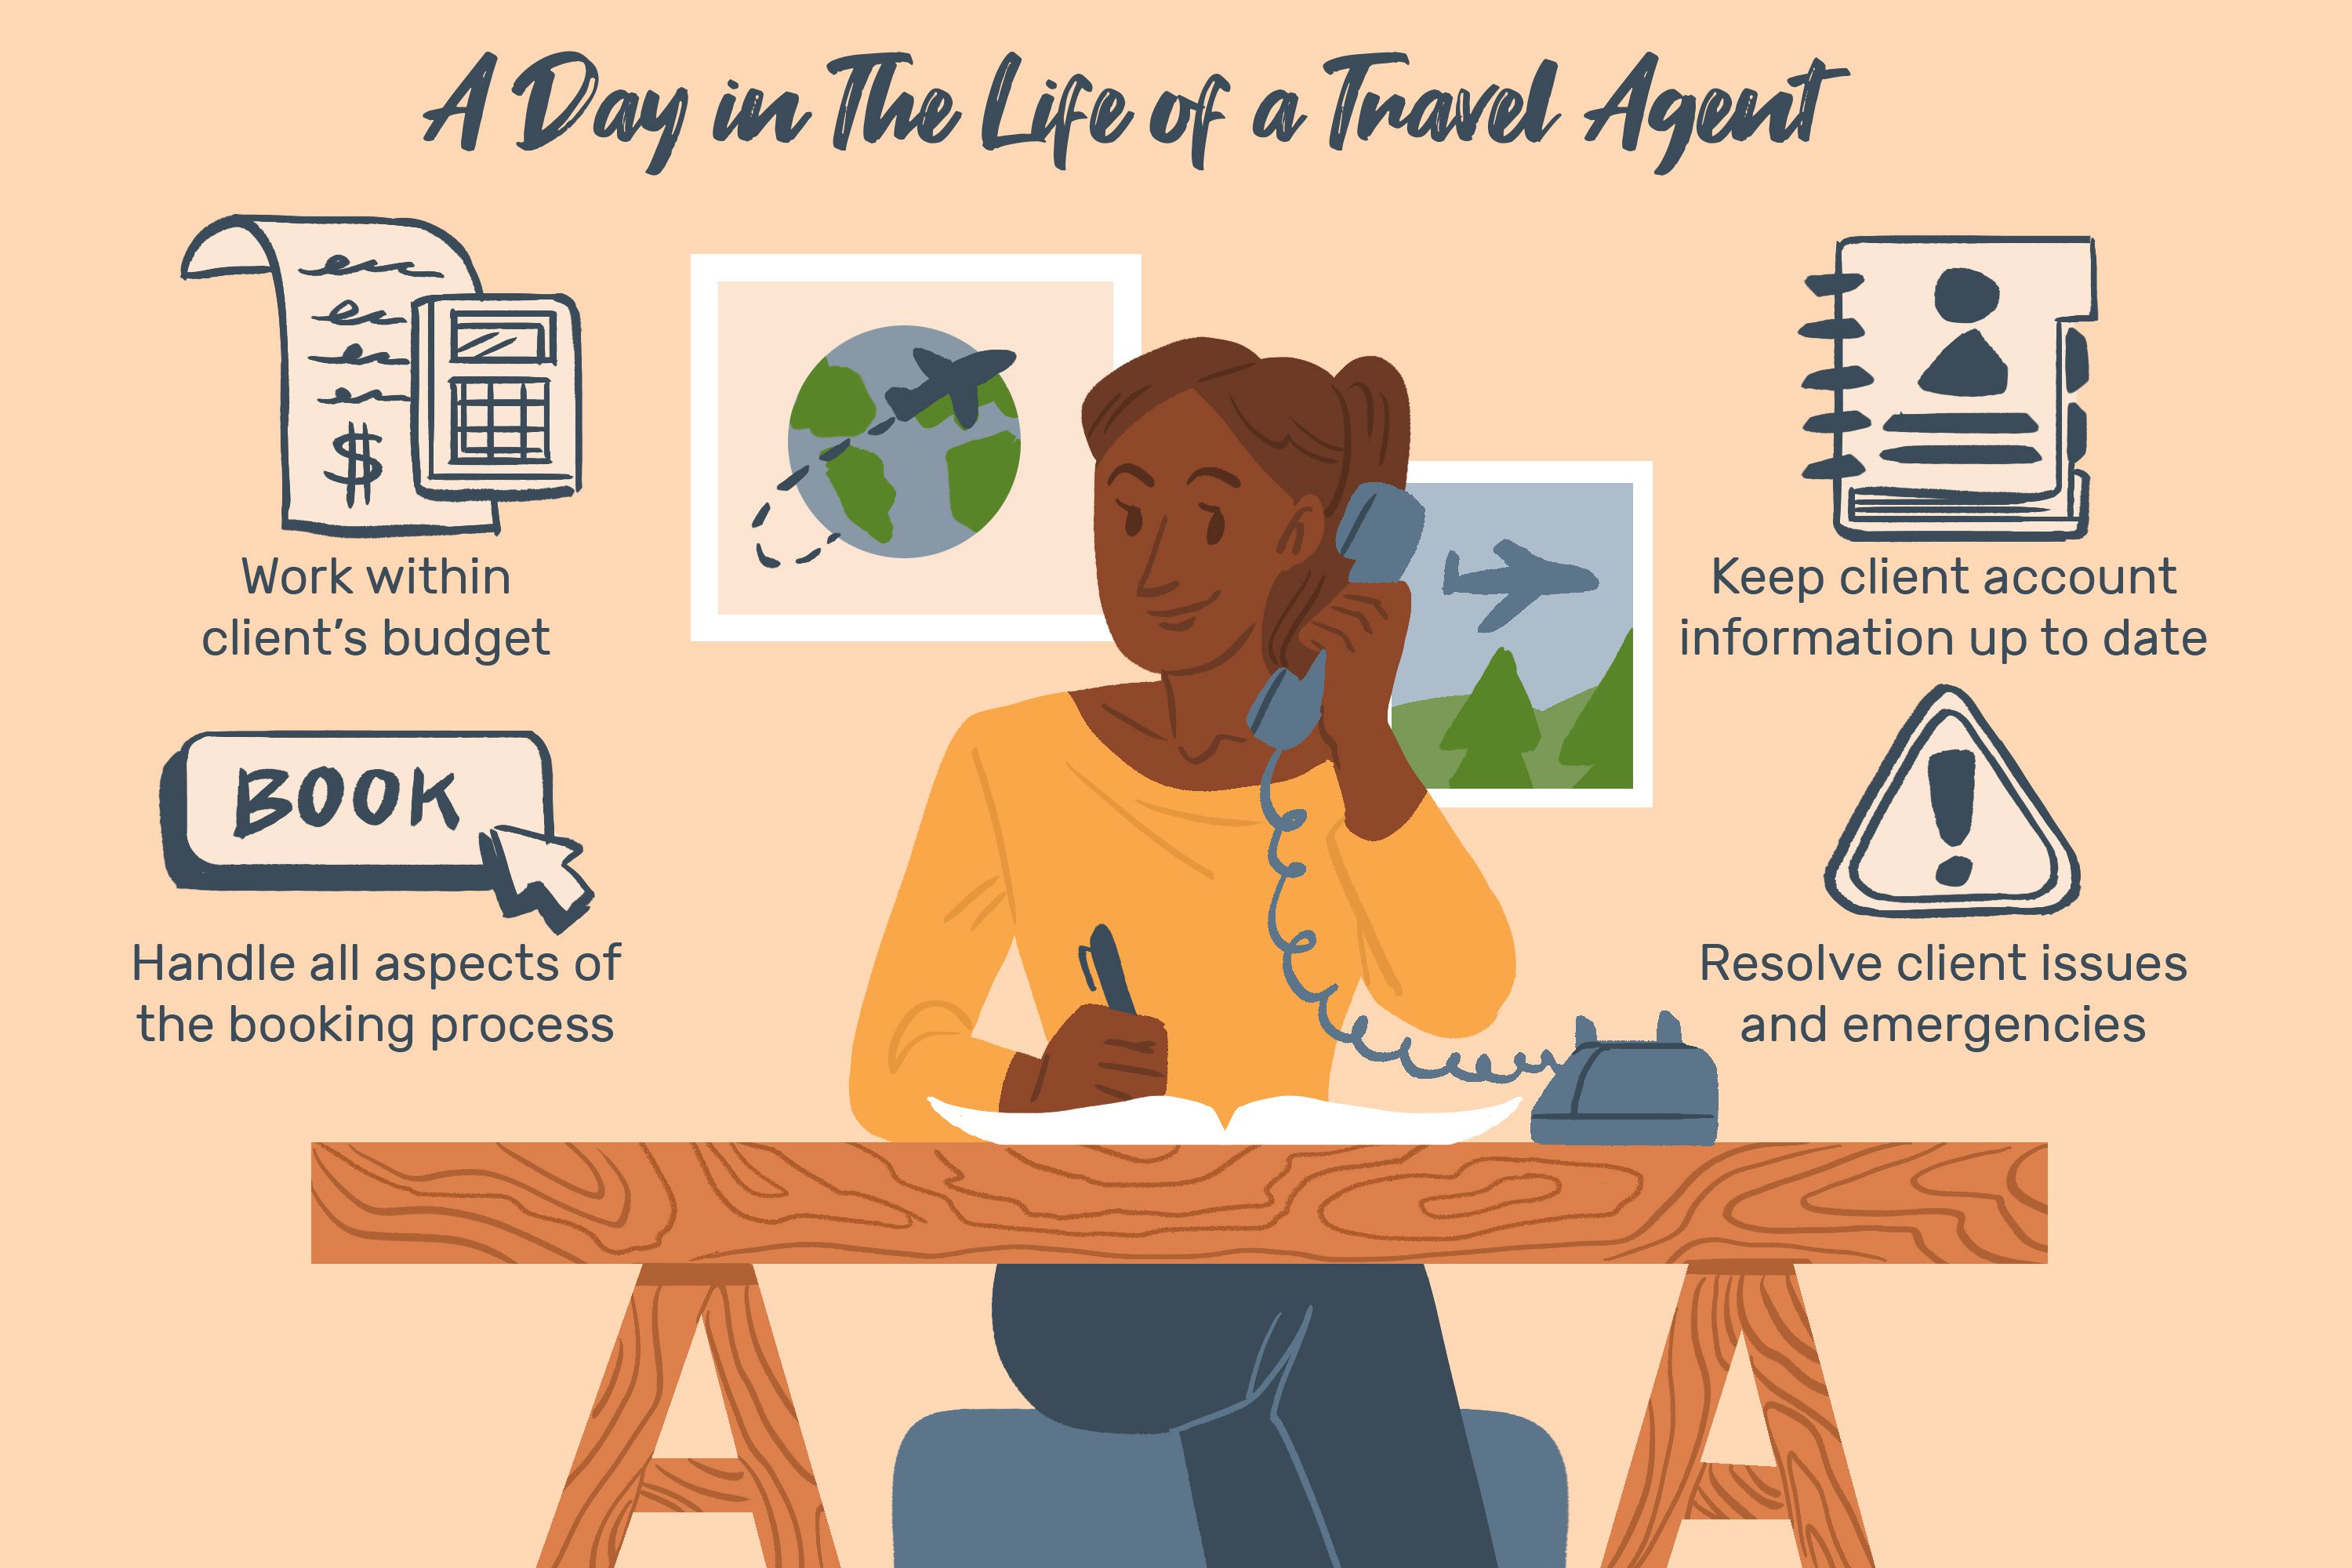 A Day in The Life of a Travel Agent
$
Work within
client's budget
BOOK
Handle all aspects of
the booking process
Keep client account
information up to date
!
Resolve client issues
and emergencies